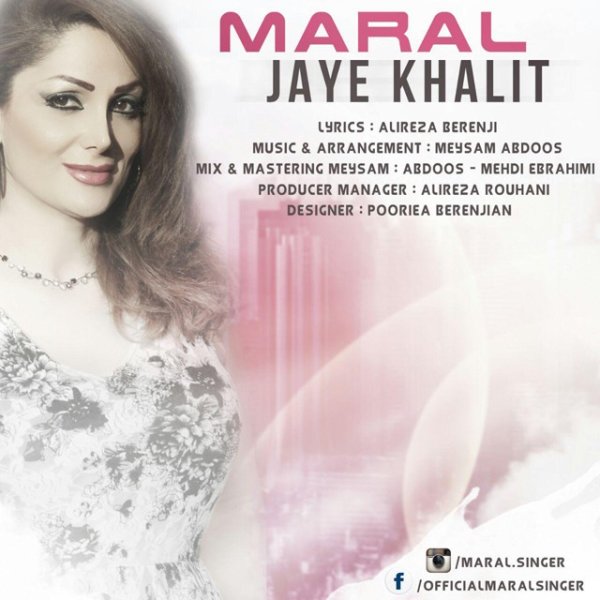 MARAL
JAYE KHALIT
LYRICS : ALIREZA BERENJI
MUSIC & ARRANGEMENT : MEYSAM ABDOOS
MIX & MASTERING MEYSAM : ABDOOS - MEHDI EBRAHIMI
PRODUCER MANAGER : ALIREZA ROUHANI
DESIGNER : POORIEA BERENJIAN
/MARAL.SINGER
f /OFFICIALMARALSINGER